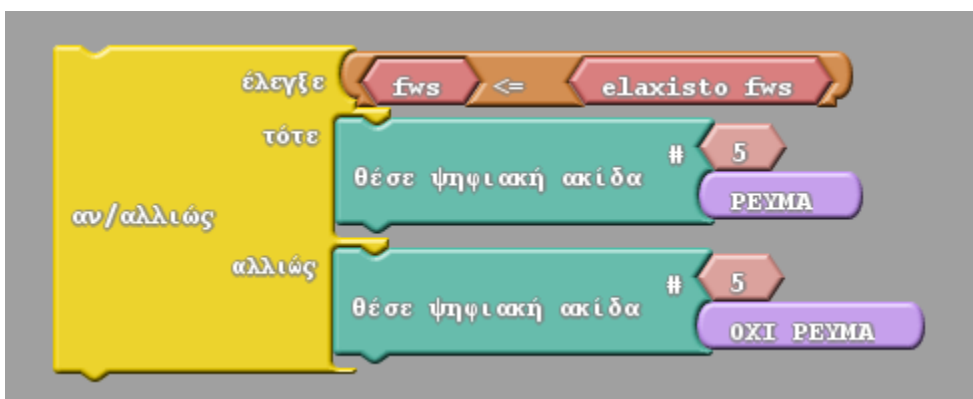 έλεγξε fws <= elaxisto fws
τότε
θέσε ψηφιακή ακίδα # 5
ΡΕΥΜΑ
αν/αλλιώς
αλλιώς
θέσε ψηφιακή ακίδα # 5
ΟΧΙ ΡΕΥΜΑ